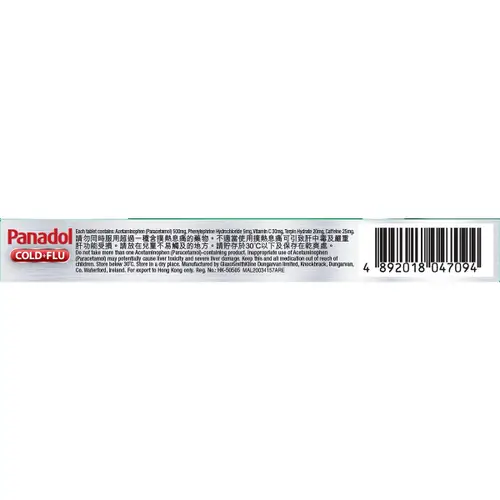 Panadol
COLD+FLU
Each tablet contains: Acetaminophen (Paracetamol) 500mg, Phenylephrine Hydrochloride 5mg, Vitamin C 30mg, Terpin Hydrate 20mg, Caffeine 25mg.
請勿同時服用超過一種含撲熱息痛的藥物。不適當使用撲熱息痛可引致肝中毒及嚴重
肝功能受損。請放在兒童不易觸及的地方。請貯存於30°C以下及保存在乾爽處。
Do not take more than one Acetaminophen (Paracetamol)-containing product. Inappropriate use of Acetaminophen
(Paracetamol) may potentially cause liver toxicity and severe liver damage. Keep this and all medication out of reach of
children. Store below 30°C. Store in a dry place. Manufactured by GlaxoSmithKline Dungarvan limited, Knockbrack, Dungarvan,
Co. Waterford, Ireland. For export to Hong Kong only. Reg. No.: HK-50505 MAL20034157ARE
4 892018 047094